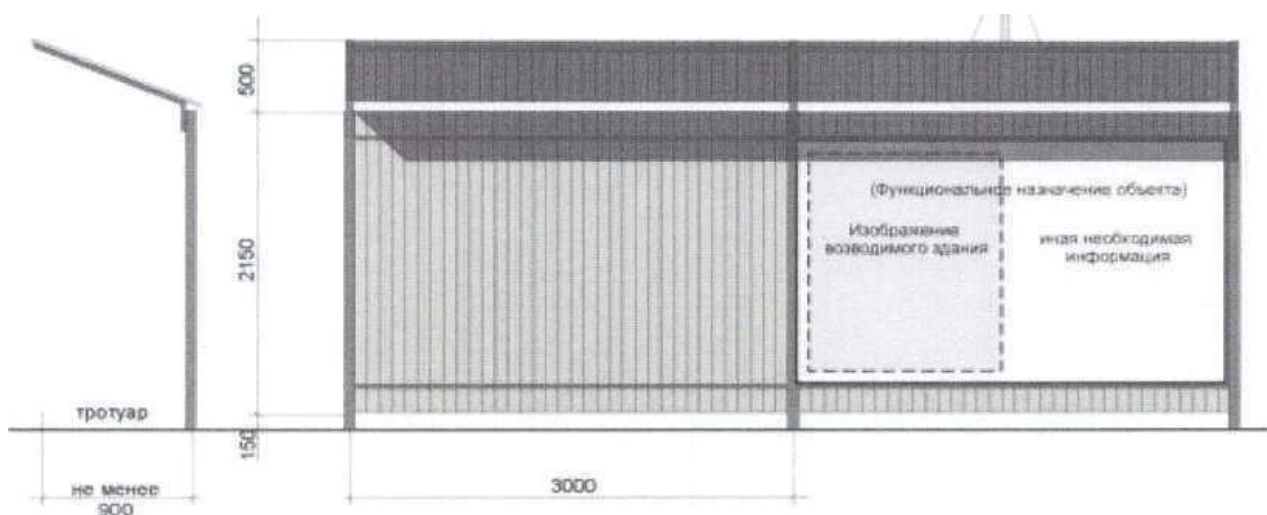 500
(Функциональное назначение объекта)
Изображение
возводимого здания
иная необходимая
информация
2150
тротуар
150
не менее
900
3000